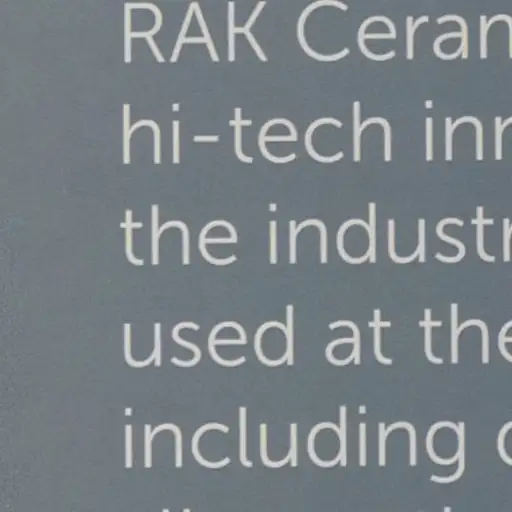 RAK Ceram
hi-tech inn
the industr
used at the
including